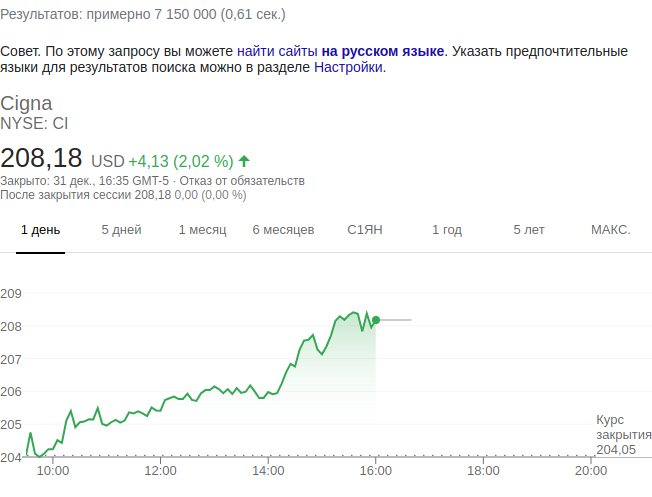 Результатов: примерно 7 150 000 (0,61 сек.)
Совет. По этому запросу вы можете найти сайты на русском языке. Указать предпочтительные
языки для результатов поиска можно в разделе Настройки.
Cigna
NYSE: CI
208,18 USD +4,13 (2,02 %)
Закрыто: 31 дек., 16:35 GMT-5 · Отказ от обязательств
После закрытия сессии 208,18 0,00 (0,00 %)
1 день 5 дней 1 месяц 6 месяцев С1ЯН 1 год 5 лет МАКС.
209
208
207
206
205
Курс
закрытия
204,05
204
10:00 12:00 14:00 16:00 18:00 20:00